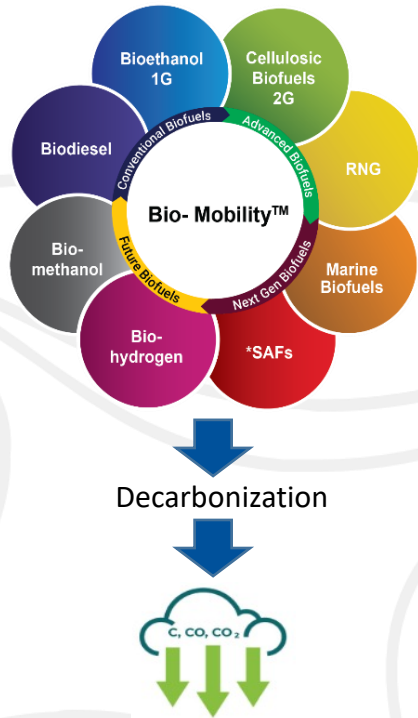 Bioethanol
1G
Cellulosic
Biofuels
2G
RNG
Marine
Biofuels
*SAFs
Bio-
hydrogen
Bio-
methanol
Biodiesel
Conventional Biofuels
Advanced Biofuels
Next Gen Biofuels
Future Biofuels
Bio- Mobility™
Decarbonization
C, CO, CO₂